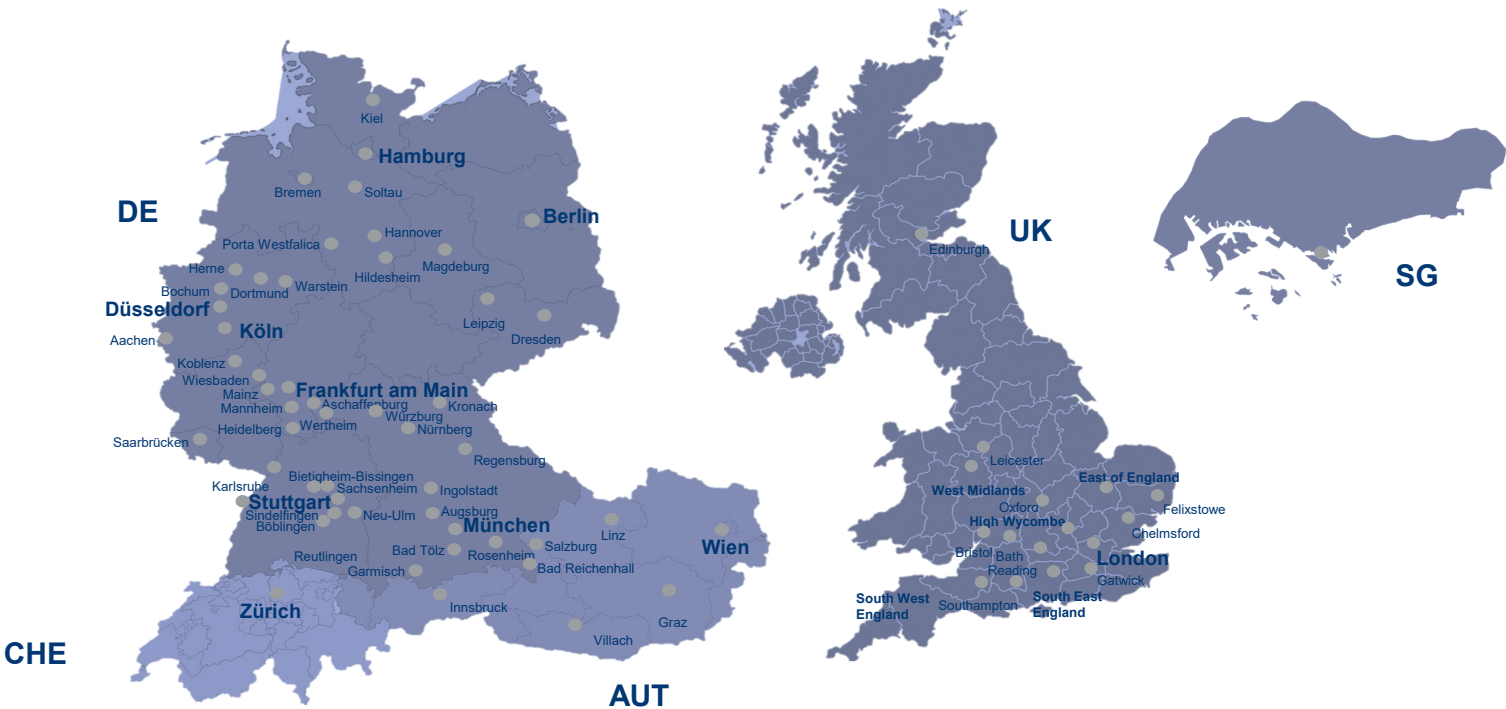 Kiel
Hamburg
Bremen
Soltau
DE
Berlin
Hannover
Porta Westfalica
Magdeburg
Herne
Hildesheim
Warstein
Bochum
Dortmund
Düsseldorf
Köln
Leipzig
Aachen
Dresden
Koblenz
Wiesbaden
Mainz
Frankfurt am Main
Aschaffenburg
Kronach
Mannheim
Würzburg
Heidelberg
Wertheim
Nürnberg
Saarbrücken
Regensburg
Bietigheim-Bissingen
Karlsruhe
Sachsenheim
Ingolstadt
Stuttgart
Sindelfingen
Neu-Ulm
Augsburg
Böblingen
München
Linz
Wien
Reutlingen
Bad Tölz
Rosenheim
Salzburg
Garmisch
Bad Reichenhall
Zürich
Innsbruck
Graz
Villach
CHE
AUT
UK
Edinburgh
Leicester
East of England
West Midlands
Oxford
Felixstowe
High Wycombe
Chelmsford
Bristol
Bath
London
Reading
Gatwick
South West
England
Southampton
South East
England
SG